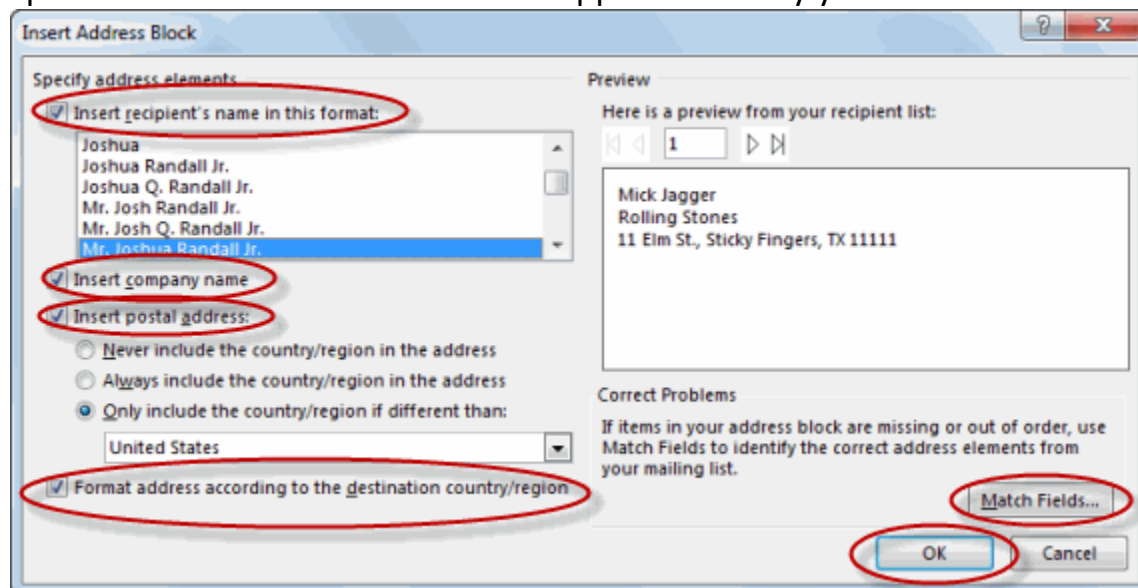 Insert Address Block
Specify address elements
Insert recipient's name in this format:
Joshua
Joshua Randall Jr.
Joshua Q. Randall Jr.
Mr. Josh Randall Jr.
Mr. Josh Q. Randall Jr.
Mr. Joshua Randall Jr.
Insert company name
Insert postal address:
Never include the country/region in the address
Always include the country/region in the address
Only include the country/region if different than:
United States
Format address according to the destination country/region
Preview
Here is a preview from your recipient list:
1
Mick Jagger
Rolling Stones
11 Elm St., Sticky Fingers, TX 11111
Correct Problems
If items in your address block are missing or out of order, use
Match Fields to identify the correct address elements from
your mailing list.
Match Fields...
OK
Cancel